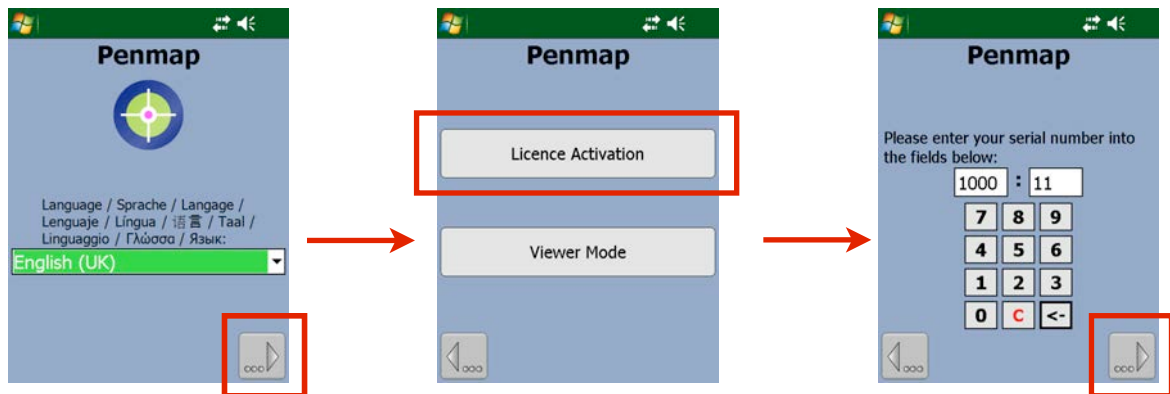 Penmap
Language / Sprache / Langage /
Lenguaje / Língua / 语言 / Taal /
Linguaggio / Γλώσσα / Язык:
English (UK)
Penmap
Licence Activation
Viewer Mode
Penmap
Please enter your serial number into
the fields below:
1000 : 11
7 8 9
4 5 6
1 2 3
0 C <-